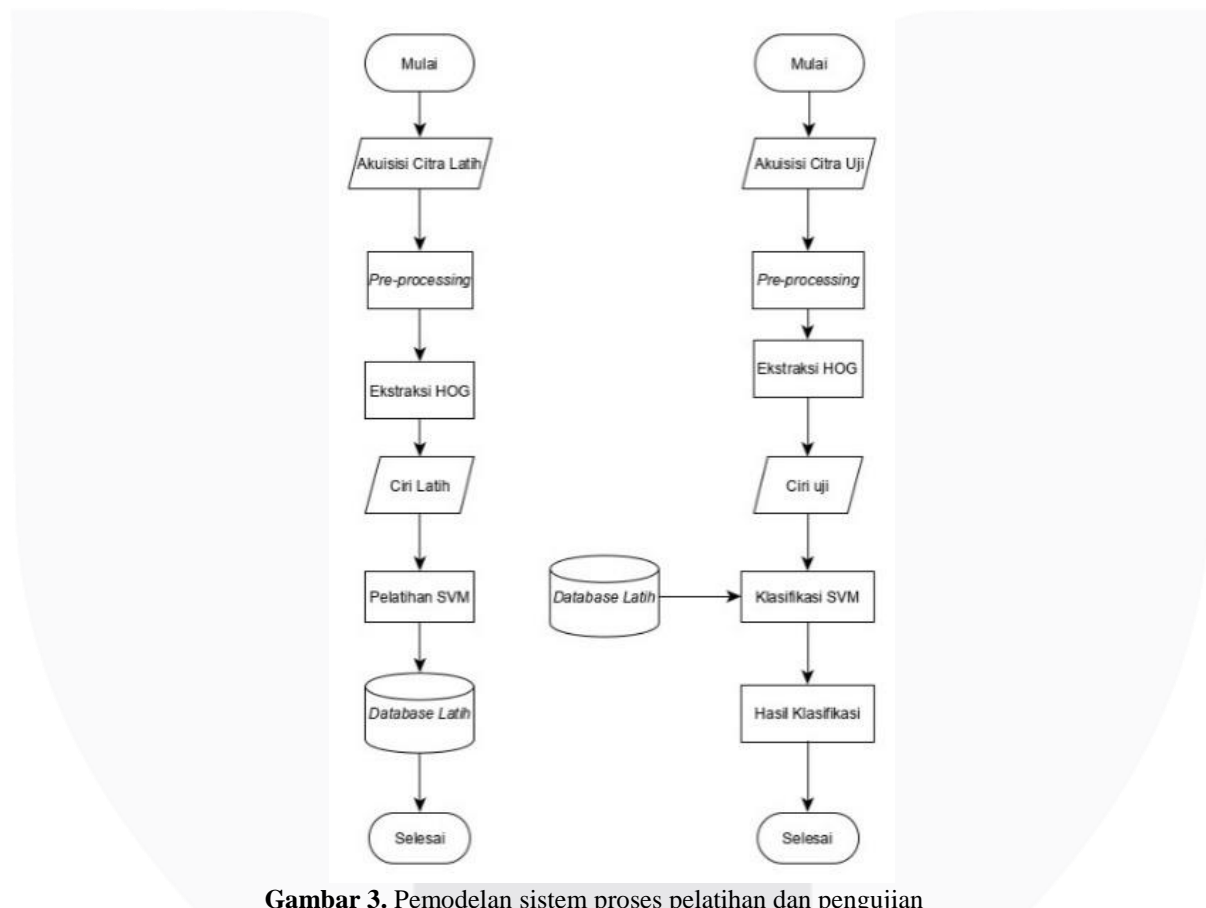 Mulai
Akuisisi Citra Latih
Pre-processing
Ekstraksi HOG
Ciri Latih
Pelatihan SVM
Database Latih
Selesai
Mulai
Akuisisi Citra Uji
Pre-processing
Ekstraksi HOG
Ciri uji
Database Latih
Klasifikasi SVM
Hasil Klasifikasi
Selesai
Gambar 3. Pemodelan sistem proses pelatihan dan pengujian